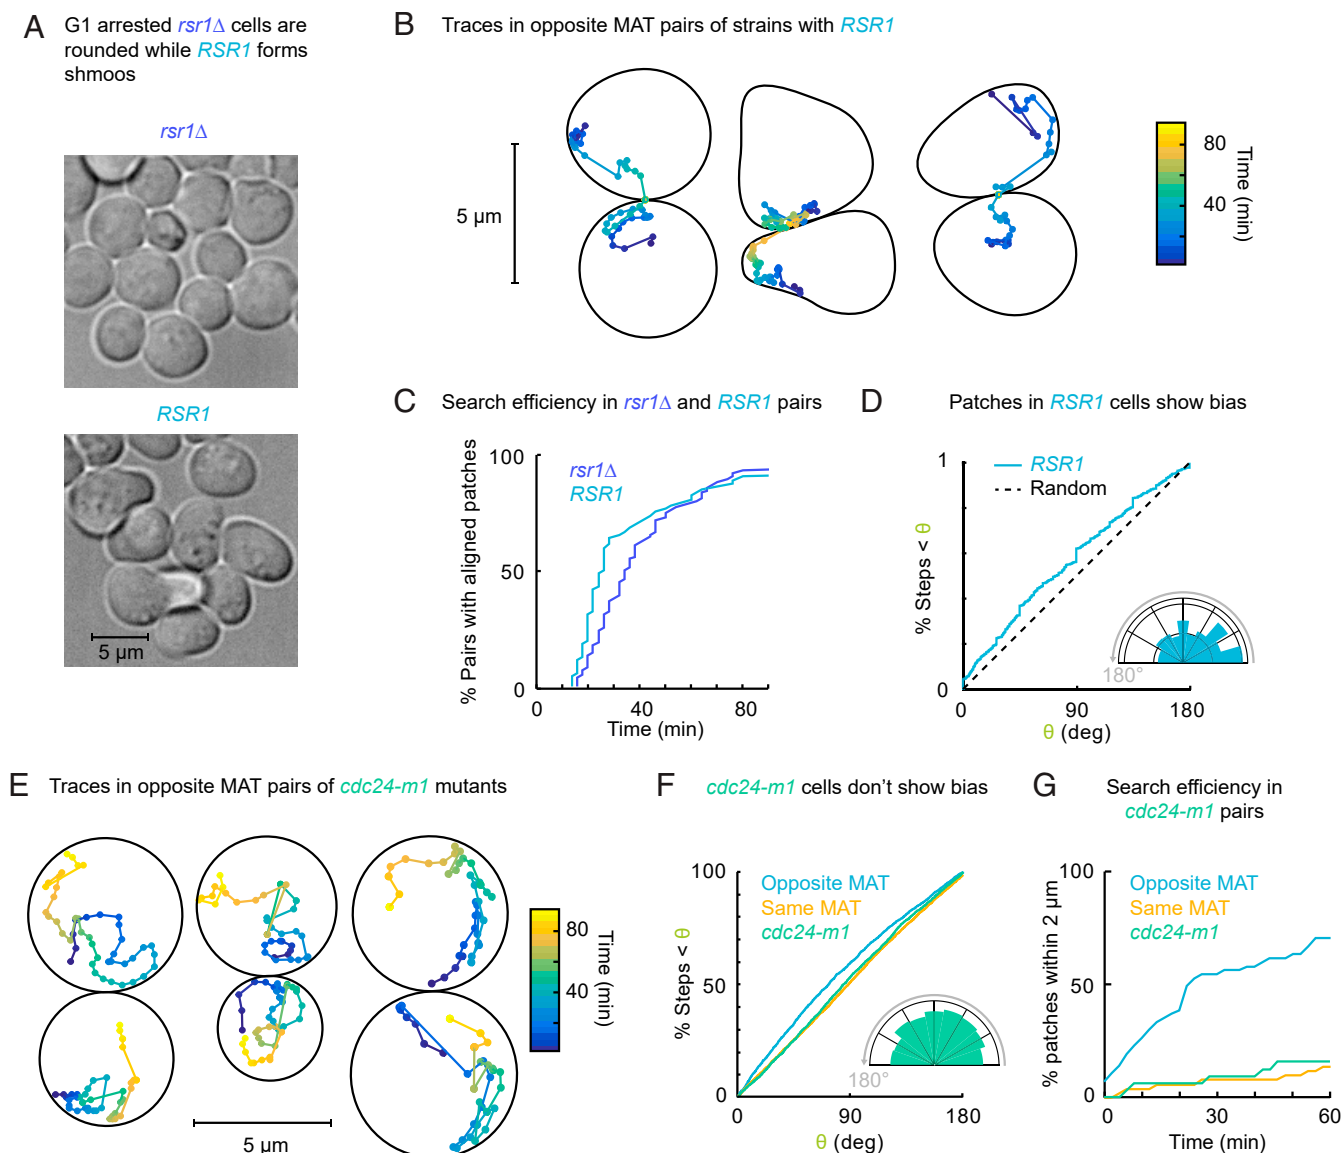 A
G1 arrested rsr1Δ cells are
rounded while RSR1 forms
shmoos
rsr1Δ
RSR1
5 μm
B
Traces in opposite MAT pairs of strains with RSR1
5 μm
80
40
Time (min)
C
Search efficiency in rsr1Δ and RSR1 pairs
% Pairs with aligned patches
100
50
0
rsr1Δ
RSR1
0
40
80
Time (min)
D
Patches in RSR1 cells show bias
% Steps < θ
1
0
RSR1
Random
180°
0
90
180
θ (deg)
E
Traces in opposite MAT pairs of cdc24-m1 mutants
5 μm
80
40
Time (min)
F
cdc24-m1 cells don't show bias
% Steps < θ
100
50
0
Opposite MAT
Same MAT
cdc24-m1
180°
0
90
180
θ (deg)
G
Search efficiency in
cdc24-m1 pairs
% patches within 2 μm
100
50
0
Opposite MAT
Same MAT
cdc24-m1
0
30
60
Time (min)